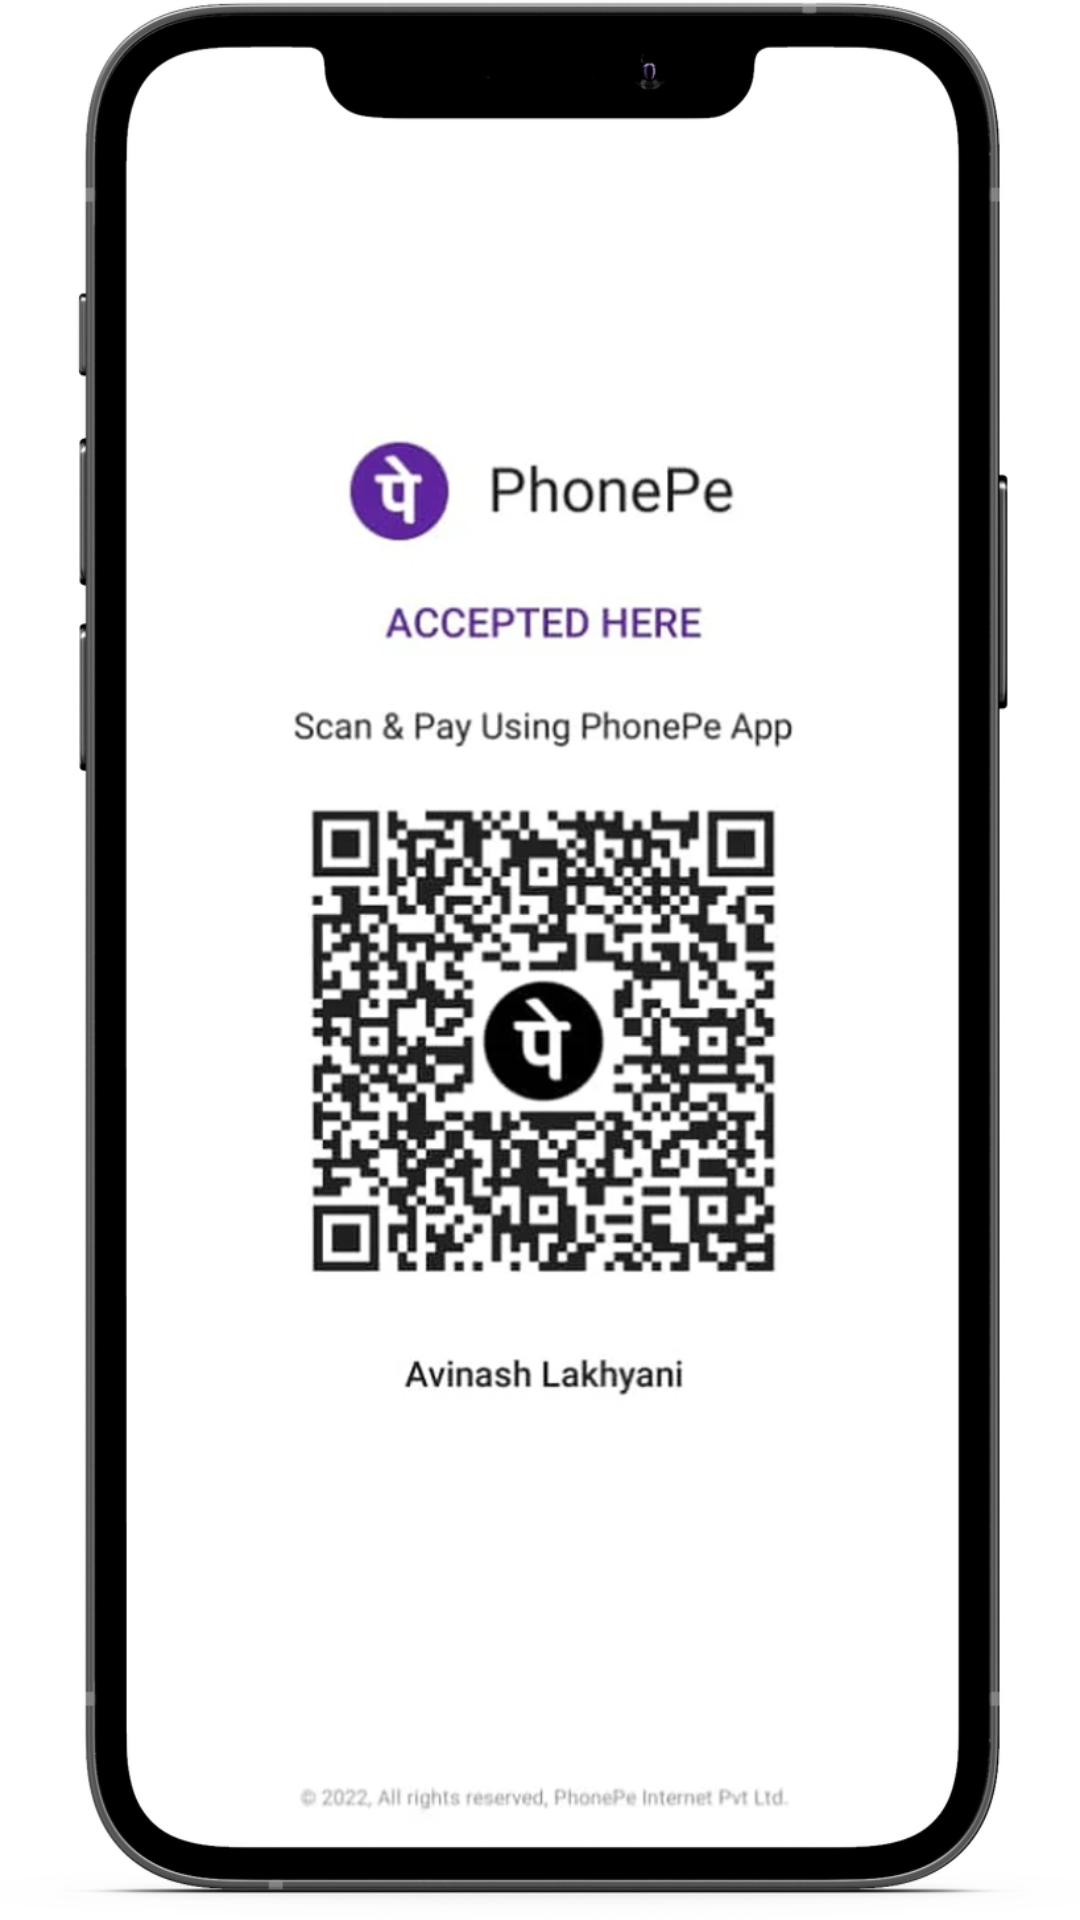 पे PhonePe
ACCEPTED HERE
Scan & Pay Using PhonePe App
पे
Avinash Lakhyani
© 2022, All rights reserved, PhonePe Internet Pvt Ltd.